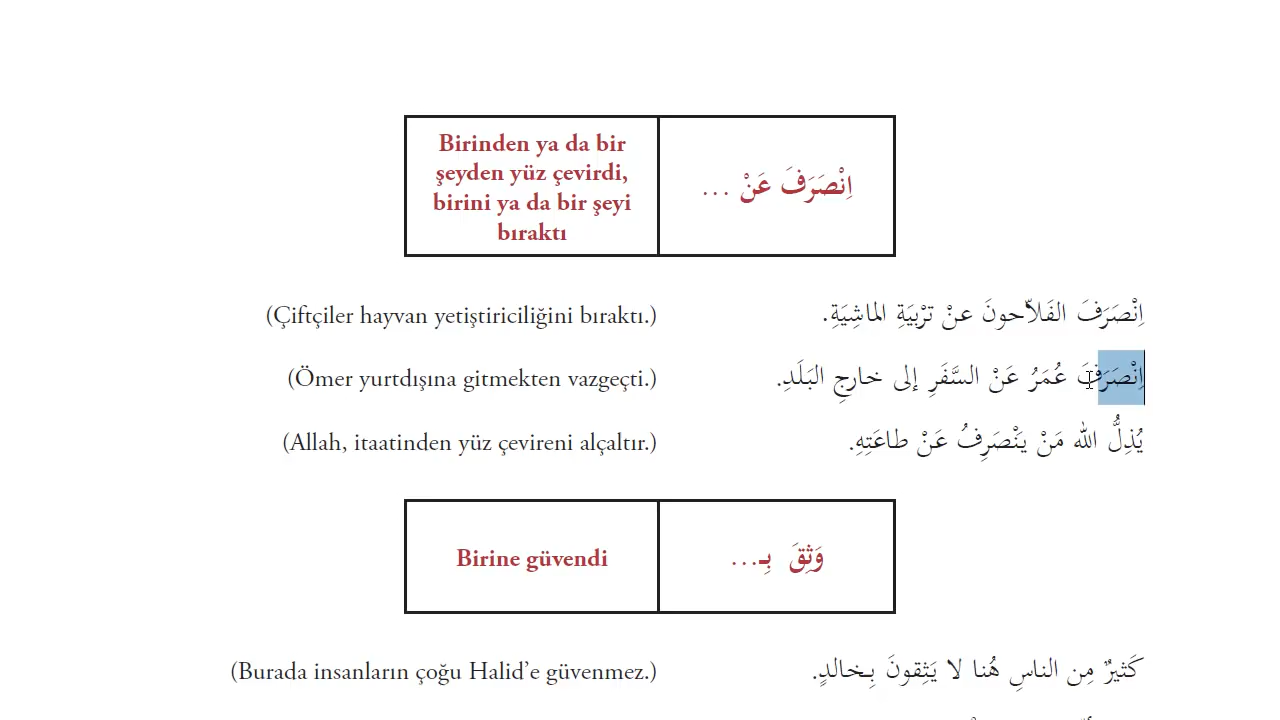 Birinden ya da bir
şeyden yüz çevirdi,
birini ya da bir şeyi
bıraktı
اِنْصَرَفَ عَنْ ...
(Çiftçiler hayvan yetiştiriciliğini bıraktı.) اِنْصَرَفَ الفَلاّحونَ عنْ ترْبِيَةِ الماشِيَةِ.
(Ömer yurtdışına gitmekten vazgeçti.) اِنْصَرَفَ عُمَرُ عَنْ السَّفَرِ إلى خارِجِ البَلَدِ.
(Allah, itaatinden yüz çevireni alçaltır.) يُذِلُّ الله مَنْ يَنْصَرِفُ عَنْ طاعَتِهِ.
Birine güvendi
وَثِقَ بِـ...
(Burada insanların çoğu Halid’e güvenmez.) كَثيرٌ مِن الناسِ هُنا لا يَثِقونَ بِـخالدٍ.